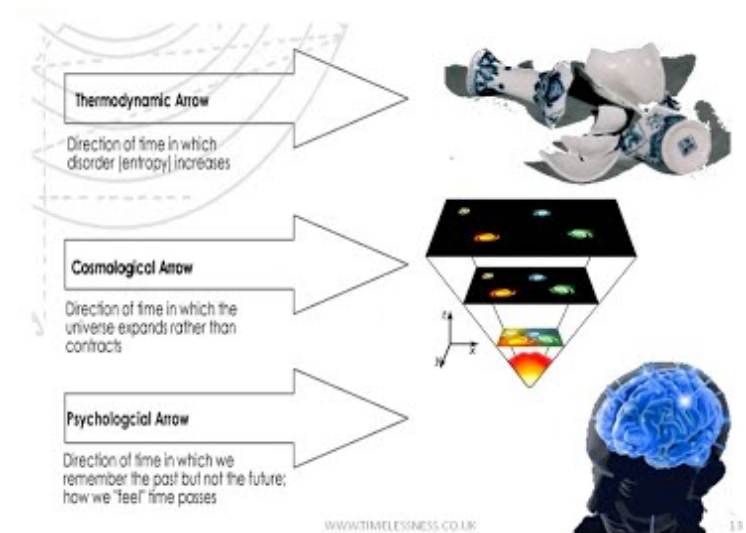 Thermodynamic Arrow
Direction of time in which
disorder |entropy| increases
Cosmological Arrow
Direction of time in which the
universe expands rather than
contracts
t
x
y
Psychologcial Arrow
Direction of time in which we
remember the past but not the future;
how we "feel" time passes
WWW.TIMELESSNESS.CO.UK
13